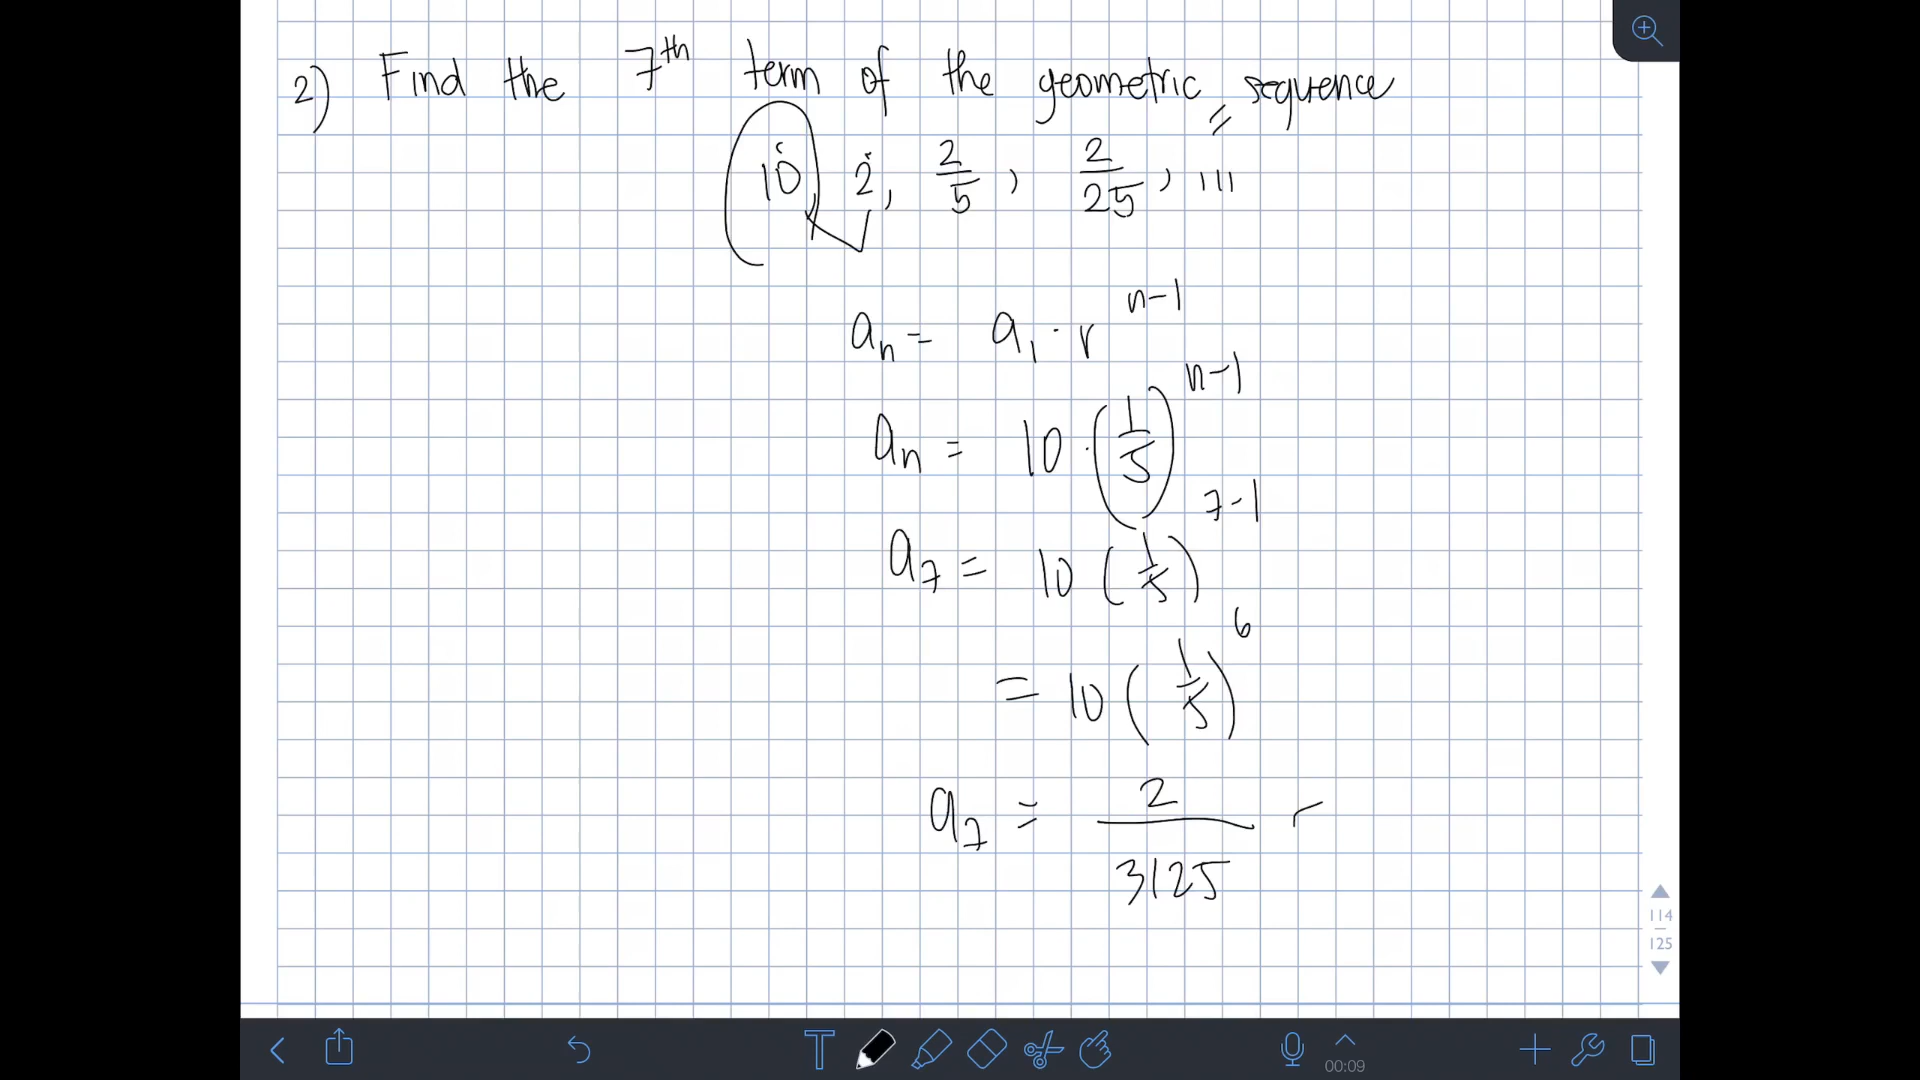 2) Find the 7th term of the geometric sequence
10, 2, 2/5, 2/25, ...
aₙ = a₁ · r^(n-1)
aₙ = 10 · (1/5)^(n-1)
a₇ = 10 (1/5)^(7-1)
= 10 (1/5)^6
a₇ = 2/3125
114
125
T
00:09